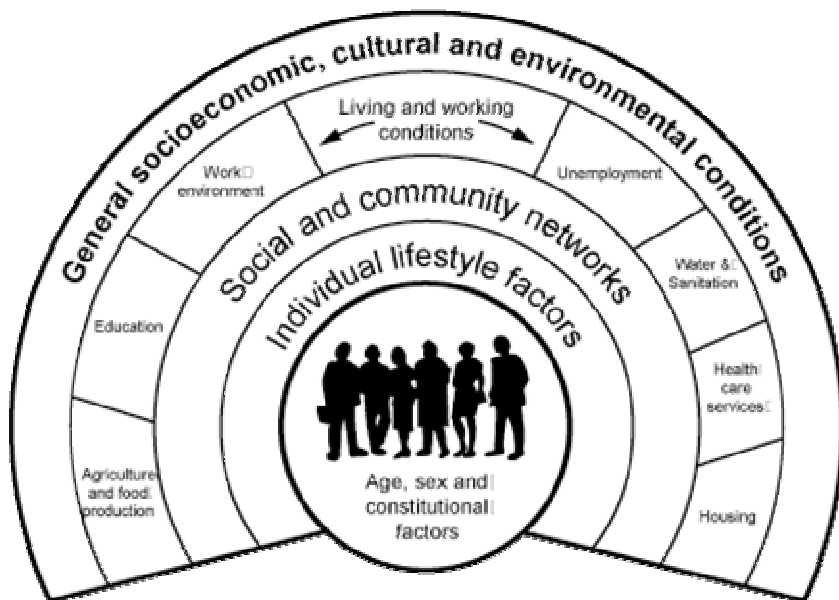 General socioeconomic, cultural and environmental conditions
Living and working
conditions
Work
environment
Unemployment
Education
Water &
Sanitation
Agriculture
and food
production
Health
care
services
Housing
Social and community networks
Individual lifestyle factors
Age, sex and
constitutional
factors